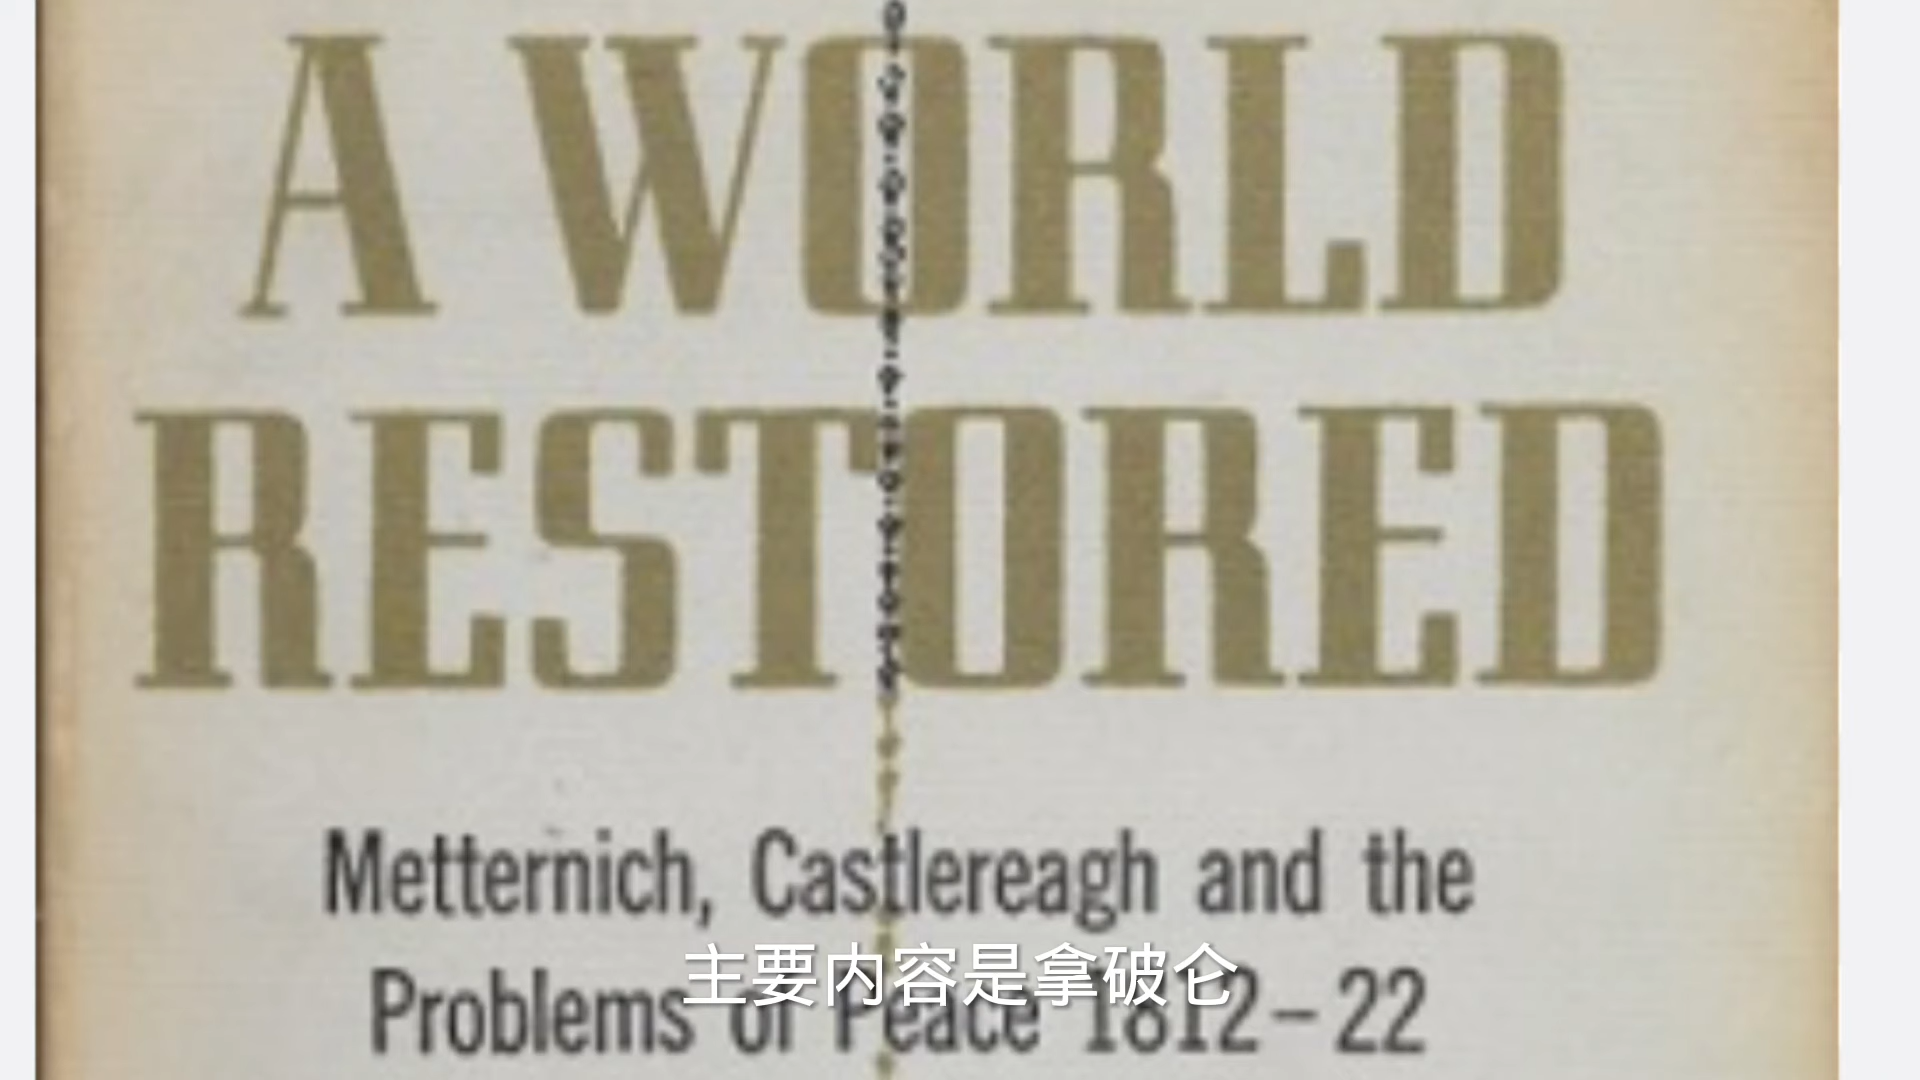 A WORLD
RESTORED
Metternich, Castlereagh and the
Problems of Peace 1812-22
主要内容是拿破仑